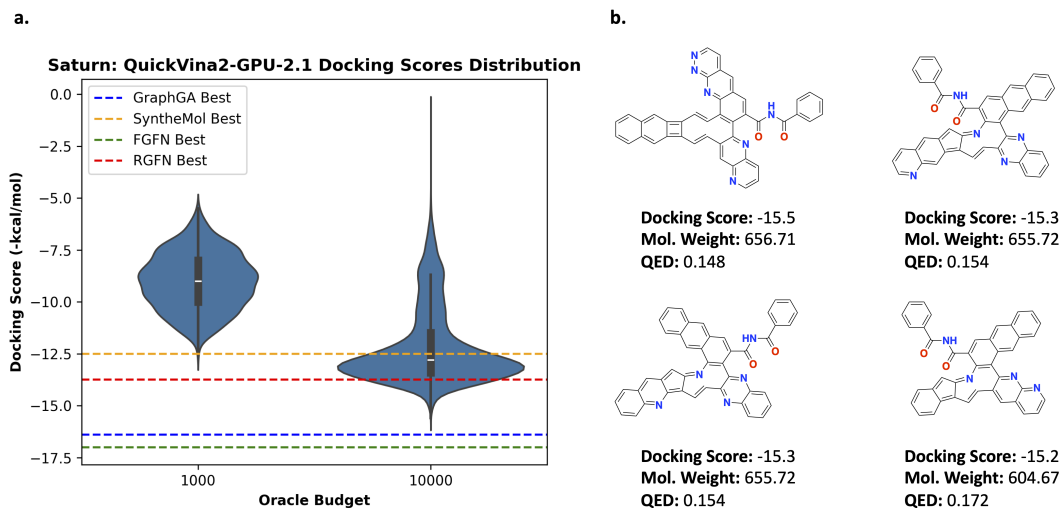 a.
Saturn: QuickVina2-GPU-2.1 Docking Scores Distribution
GraphGA Best
SyntheMol Best
FGFN Best
RGFN Best
0.0
−2.5
−5.0
−7.5
−10.0
−12.5
−15.0
−17.5
Docking Score (-kcal/mol)
1000
10000
Oracle Budget
b.
N
N
N
NH
O
O
N
N
Docking Score: -15.5
Mol. Weight: 656.71
QED: 0.148
NH
O
O
N
N
N
N
Docking Score: -15.3
Mol. Weight: 655.72
QED: 0.154
O
NH
O
N
N
N
N
Docking Score: -15.3
Mol. Weight: 655.72
QED: 0.154
NH
O
O
N
N
N
Docking Score: -15.2
Mol. Weight: 604.67
QED: 0.172